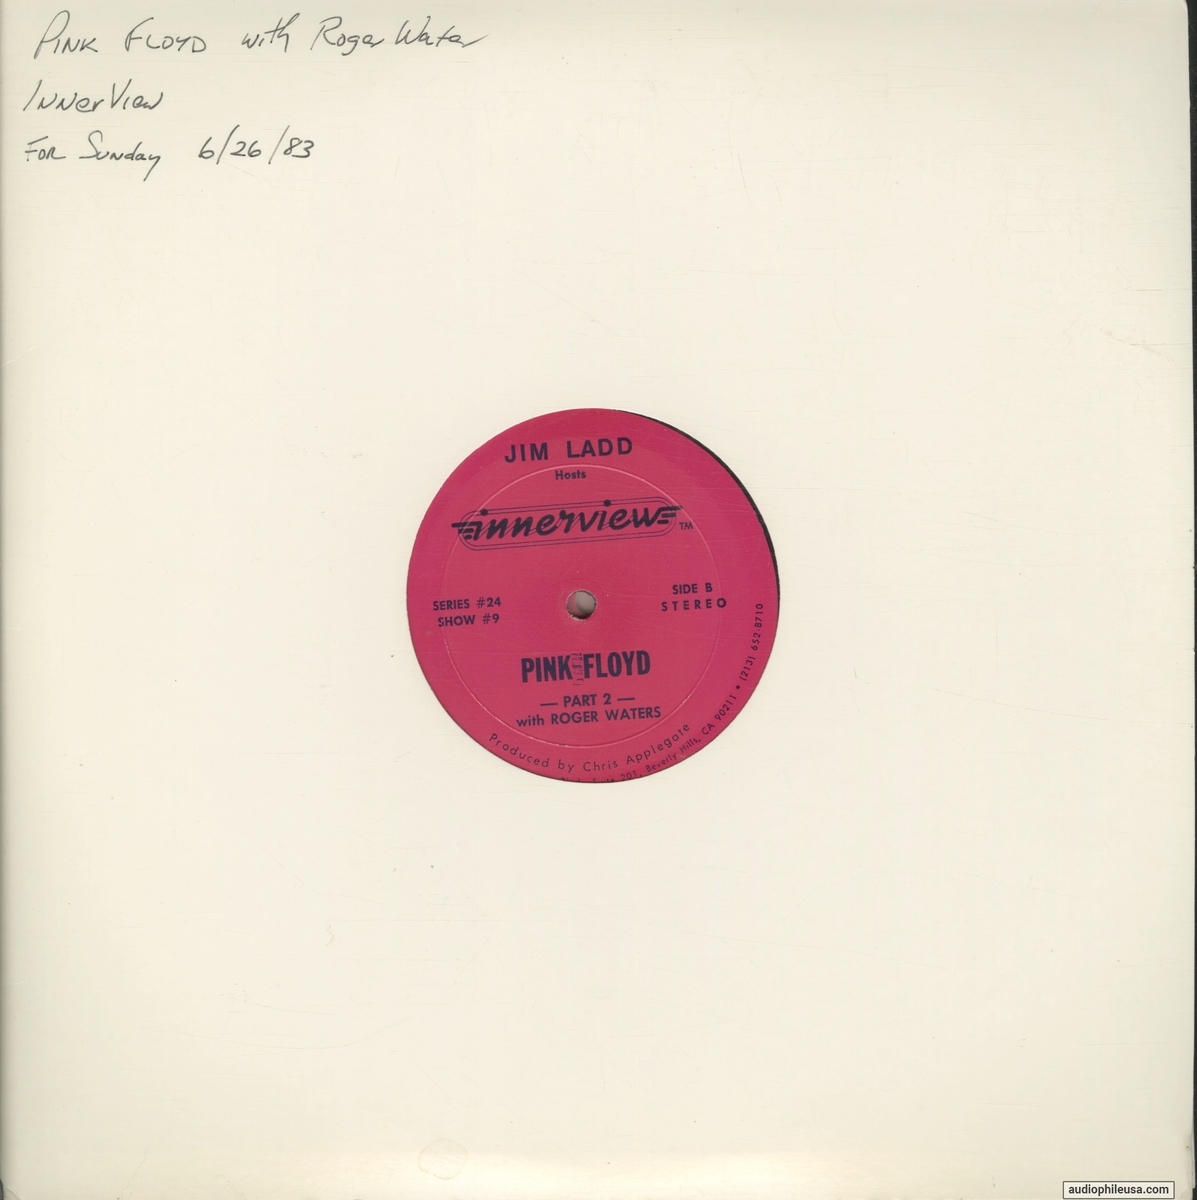 PINK FLOYD with Roger Water
InnerView
For Sunday 6/26/83
JIM LADD
Hosts
innerview TM
SERIES #24
SHOW #9
SIDE B
STEREO
PINK FLOYD
— PART 2 —
with ROGER WATERS
Produced by Chris Applegate
201, Beverly Hills, CA 90211 • (213) 652-8710
audiophileusa.com